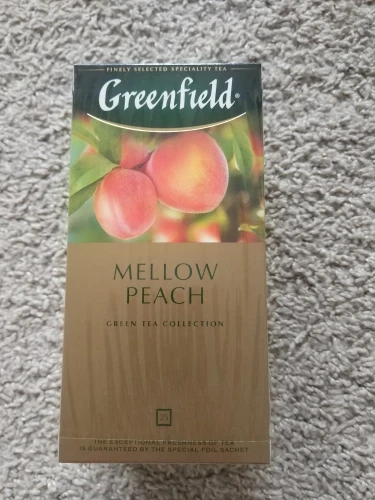 FINELY SELECTED SPECIALITY TEA
Greenfield®
MELLOW
PEACH
GREEN TEA COLLECTION
25
THE EXCEPTIONAL FRESHNESS OF TEA
IS GUARANTEED BY THE SPECIAL FOIL SACHET